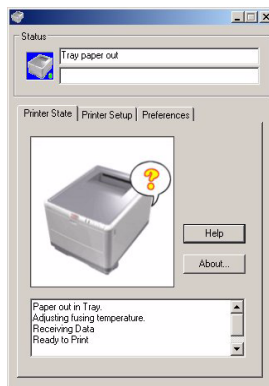 Status
Tray paper out
Printer State Printer Setup Preferences
?
Help
About...
Paper out in Tray.
Adjusting fusing temperature.
Receiving Data
Ready to Print